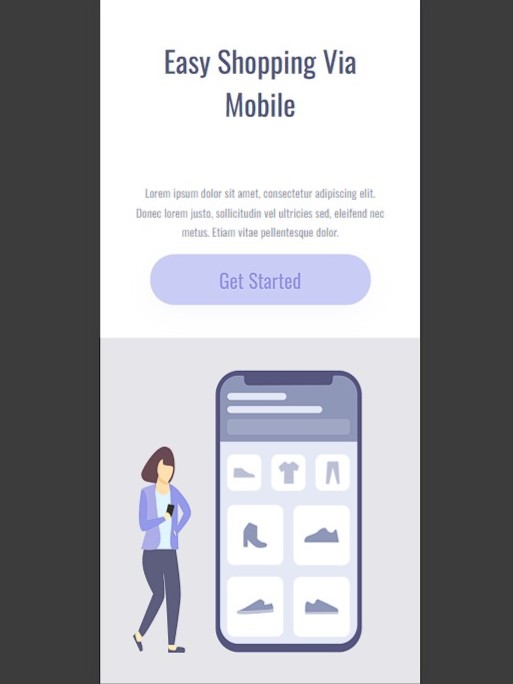 Easy Shopping Via
Mobile
Lorem ipsum dolor sit amet, consectetur adipiscing elit.
Donec lorem justo, sollicitudin vel ultricies sed, eleifend nec
metus. Etiam vitae pellentesque dolor.
Get Started